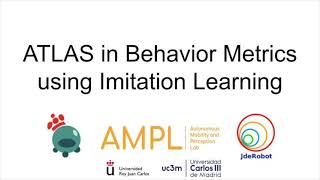 ATLAS in Behavior Metrics
using Imitation Learning
AMPL
Autonomous
Mobility and
Perception
Lab
JdeRobot
Universidad
Rey Juan Carlos
uc3m
Universidad
Carlos III
de Madrid